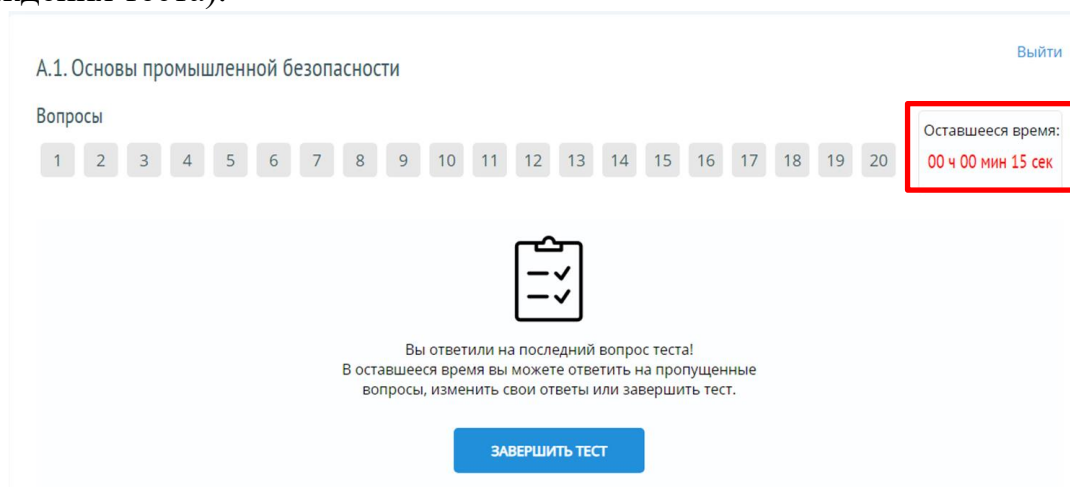 А.1. Основы промышленной безопасности
Выйти
Вопросы
1 2 3 4 5 6 7 8 9 10 11 12 13 14 15 16 17 18 19 20
Оставшееся время:
00 ч 00 мин 15 сек
Вы ответили на последний вопрос теста!
В оставшееся время вы можете ответить на пропущенные
вопросы, изменить свои ответы или завершить тест.
ЗАВЕРШИТЬ ТЕСТ